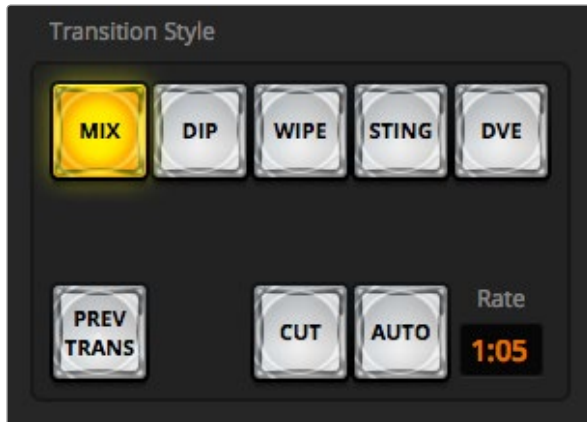 Transition Style
MIX
DIP
WIPE
STING
DVE
PREV
TRANS
CUT
AUTO
Rate
1:05